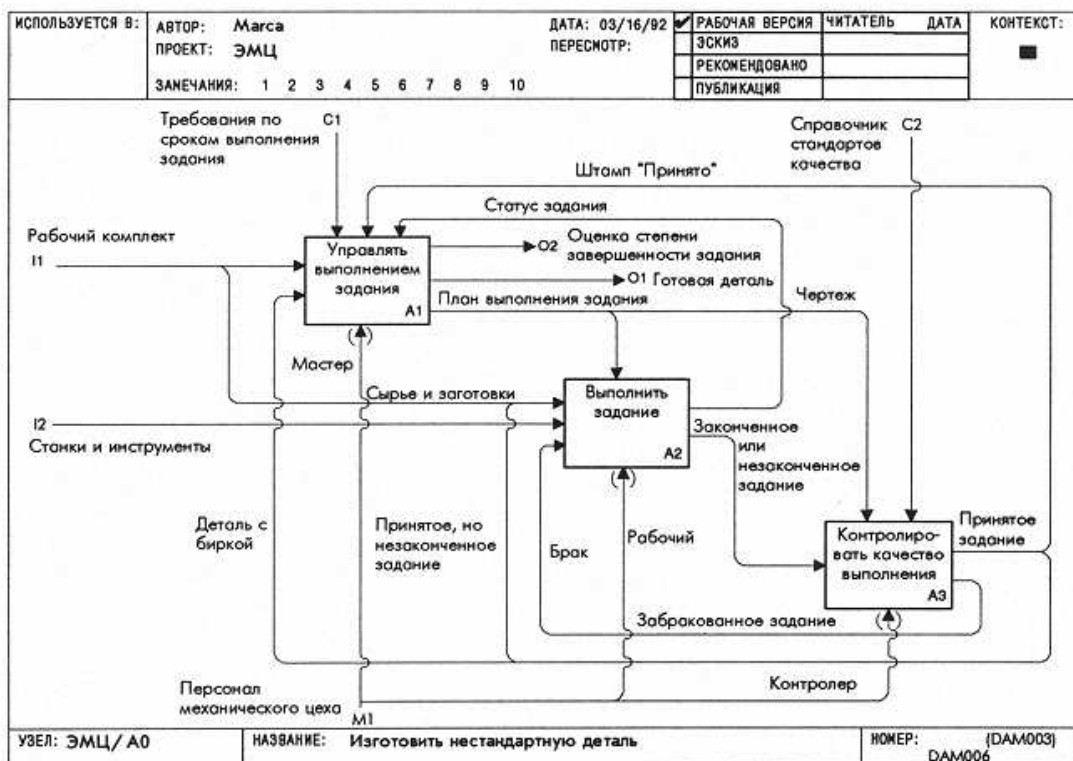 ИСПОЛЬЗУЕТСЯ В:
АВТОР: Marca
ДАТА: 03/16/92
ПРОЕКТ: ЭМЦ
ПЕРЕСМОТР:
ЗАМЕЧАНИЯ: 1 2 3 4 5 6 7 8 9 10
РАБОЧАЯ ВЕРСИЯ
ЭСКИЗ
РЕКОМЕНДОВАНО
ПУБЛИКАЦИЯ
ЧИТАТЕЛЬ ДАТА
КОНТЕКСТ:
Требования по
срокам выполнения
задания
C1
Справочник
стандартов
качества
C2
Штамп "Принято"
Статус задания
Рабочий комплект
I1
Управлять
выполнением
задания
A1
O2
Оценка степени
завершенности задания
O1 Готовая деталь
План выполнения задания
Чертеж
Мастер
Сырье и заготовки
Выполнить
задание
A2
I2
Станки и инструменты
Законченное
или
незаконченное
задание
Деталь с
биркой
Принятое, но
незаконченное
задание
Брак
Рабочий
Контролиро-
вать качество
выполнения
A3
Принятое
задание
Забракованное задание
Контролер
Персонал
механического цеха
M1
УЗЕЛ: ЭМЦ/A0
НАЗВАНИЕ: Изготовить нестандартную деталь
НОМЕР: (DAM003)
DAM006